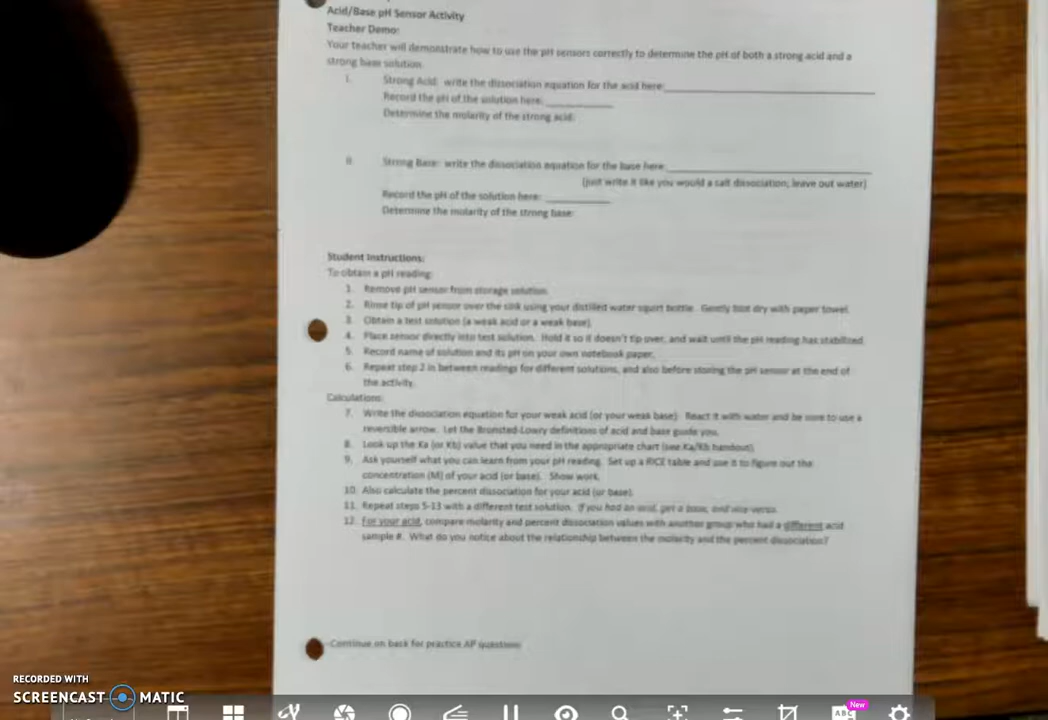 Acid/Base pH Sensor Activity
Teacher Demo:
Your teacher will demonstrate how to use the pH sensors correctly to determine the pH of both a strong acid and a
strong base solution.
I. Strong Acid: write the dissociation equation for the acid here:
Record the pH of the solution here:
Determine the molarity of the strong acid:
II. Strong Base: write the dissociation equation for the base here:
(just write it like you would a salt dissociation; leave out water)
Record the pH of the solution here:
Determine the molarity of the strong base:
Student Instructions:
To obtain a pH reading:
1. Remove pH sensor from storage solution.
2. Rinse tip of pH sensor over the sink using your distilled water squirt bottle. Gently blot dry with paper towel.
3. Obtain a test solution (a weak acid or a weak base).
4. Place sensor directly into test solution. Hold it so it doesn't tip over, and wait until the pH reading has stabilized.
5. Record name of solution and its pH on your own notebook paper.
6. Repeat step 2 in between readings for different solutions, and also before storing the pH sensor at the end of
the activity.
Calculations:
7. Write the dissociation equation for your weak acid (or your weak base). React it with water and be sure to use a
reversible arrow. Let the Bronsted-Lowry definitions of acid and base guide you.
8. Look up the Ka (or Kb) value that you need in the appropriate chart (see Ka/Kb handout).
9. Ask yourself what you can learn from your pH reading. Set up a RICE table and use it to figure out the
concentration (M) of your acid (or base). Show work.
10. Also calculate the percent dissociation for your acid (or base).
11. Repeat steps 5-13 with a different test solution. If you had an acid, get a base, and vice versa.
12. For your acid, compare molarity and percent dissociation values with another group who had a different acid
sample #. What do you notice about the relationship between the molarity and the percent dissociation?
Continue on back for practice AP questions
RECORDED WITH
SCREENCAST MATIC
New
ABC